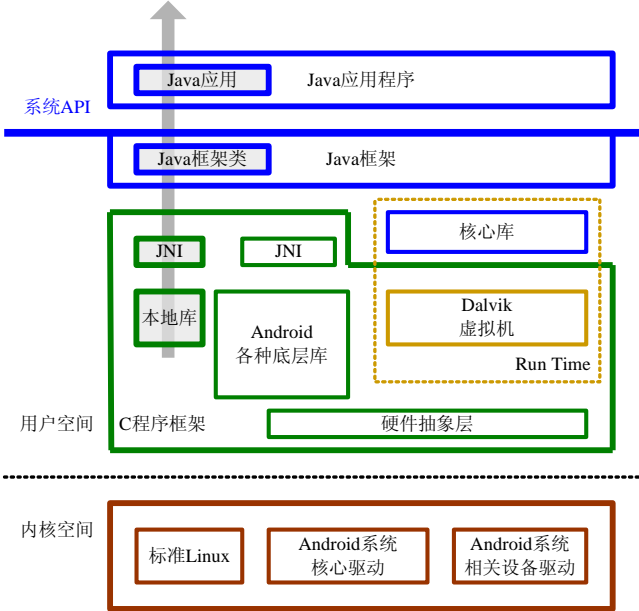 Java应用
Java应用程序
系统API
Java框架类
Java框架
核心库
JNI
JNI
本地库
Android
各种底层库
Dalvik
虚拟机
Run Time
用户空间
C程序框架
硬件抽象层
内核空间
标准Linux
Android系统
核心驱动
Android系统
相关设备驱动